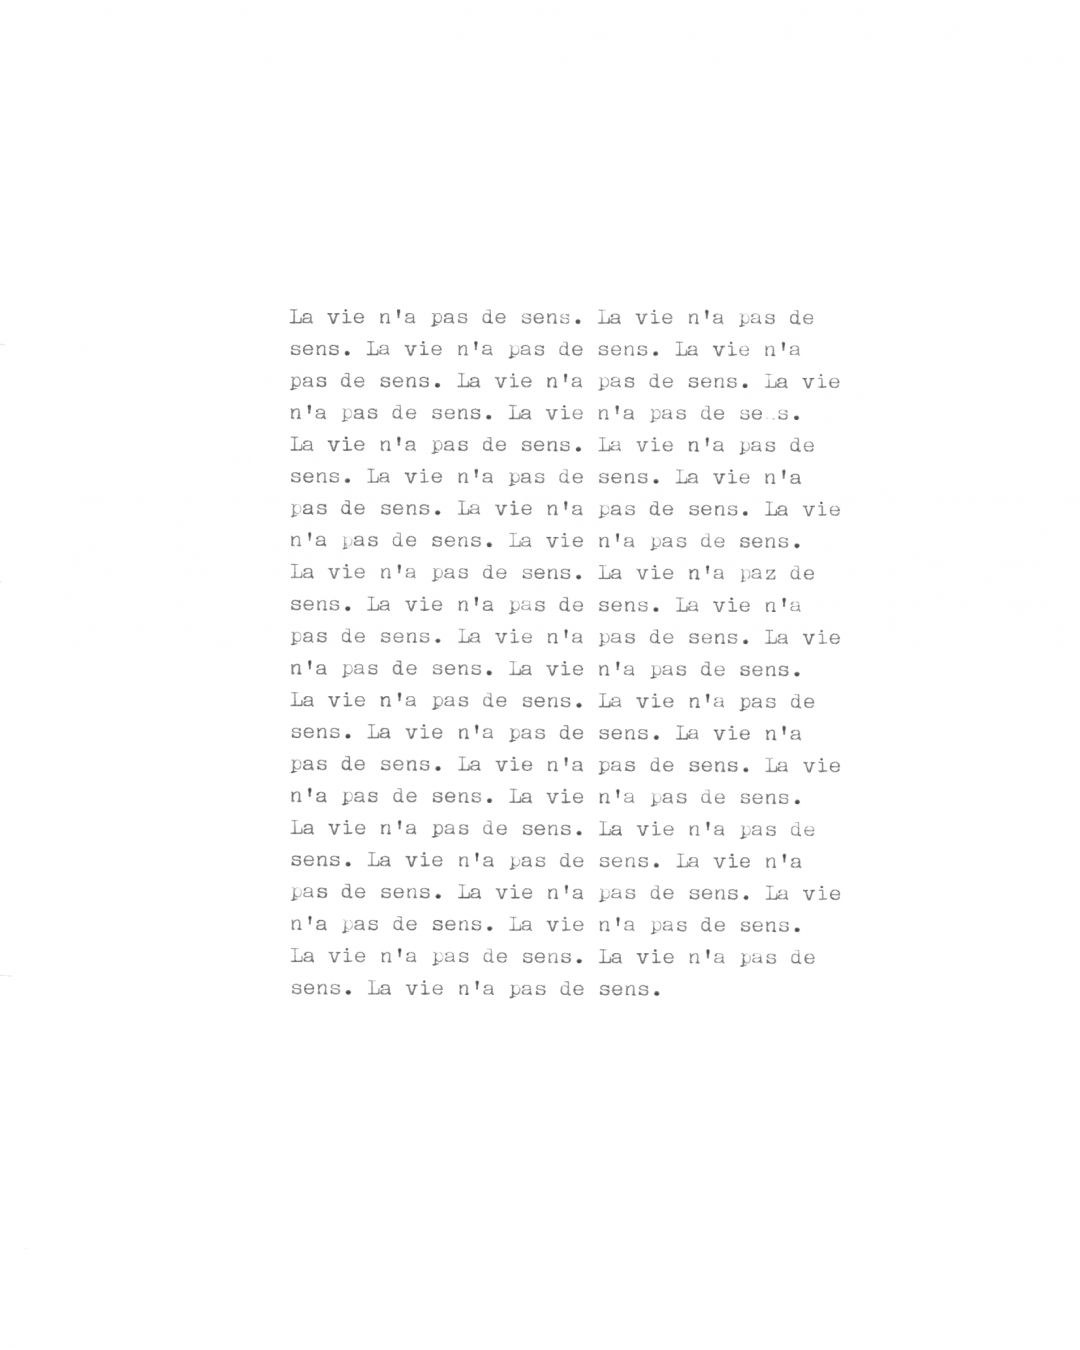 La vie n'a pas de sens. La vie n'a pas de
sens. La vie n'a pas de sens. La vie n'a
pas de sens. La vie n'a pas de sens. La vie
n'a pas de sens. La vie n'a pas de se..s.
La vie n'a pas de sens. La vie n'a pas de
sens. La vie n'a pas de sens. La vie n'a
pas de sens. La vie n'a pas de sens. La vie
n'a pas de sens. La vie n'a pas de sens.
La vie n'a pas de sens. La vie n'a paz de
sens. La vie n'a pas de sens. La vie n'a
pas de sens. La vie n'a pas de sens. La vie
n'a pas de sens. La vie n'a pas de sens.
La vie n'a pas de sens. La vie n'a pas de
sens. La vie n'a pas de sens. La vie n'a
pas de sens. La vie n'a pas de sens. La vie
n'a pas de sens. La vie n'a pas de sens.
La vie n'a pas de sens. La vie n'a pas de
sens. La vie n'a pas de sens. La vie n'a
pas de sens. La vie n'a pas de sens. La vie
n'a pas de sens. La vie n'a pas de sens.
La vie n'a pas de sens. La vie n'a pas de
sens. La vie n'a pas de sens.